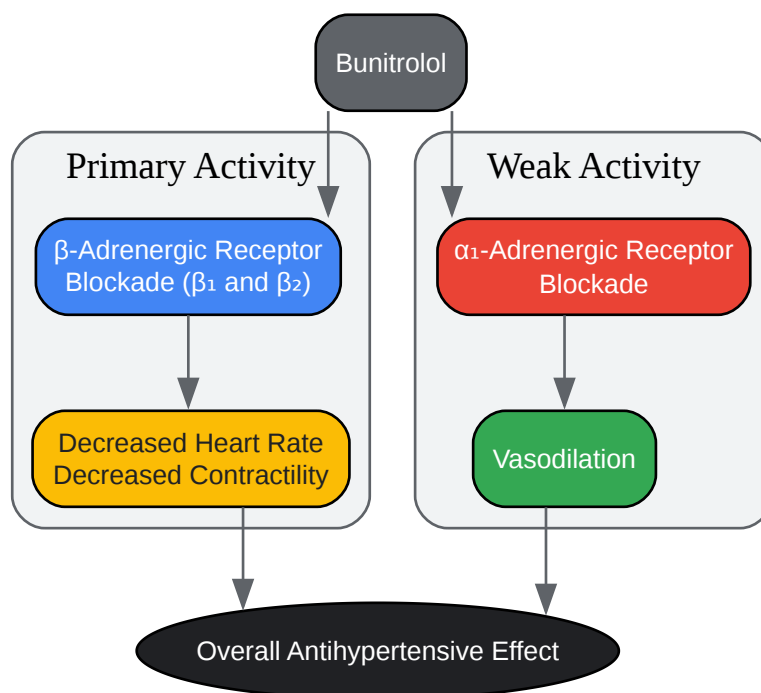 Bunitrolol
Primary Activity
β-Adrenergic Receptor
Blockade (β₁ and β₂)
Decreased Heart Rate
Decreased Contractility
Weak Activity
α₁-Adrenergic Receptor
Blockade
Vasodilation
Overall Antihypertensive Effect